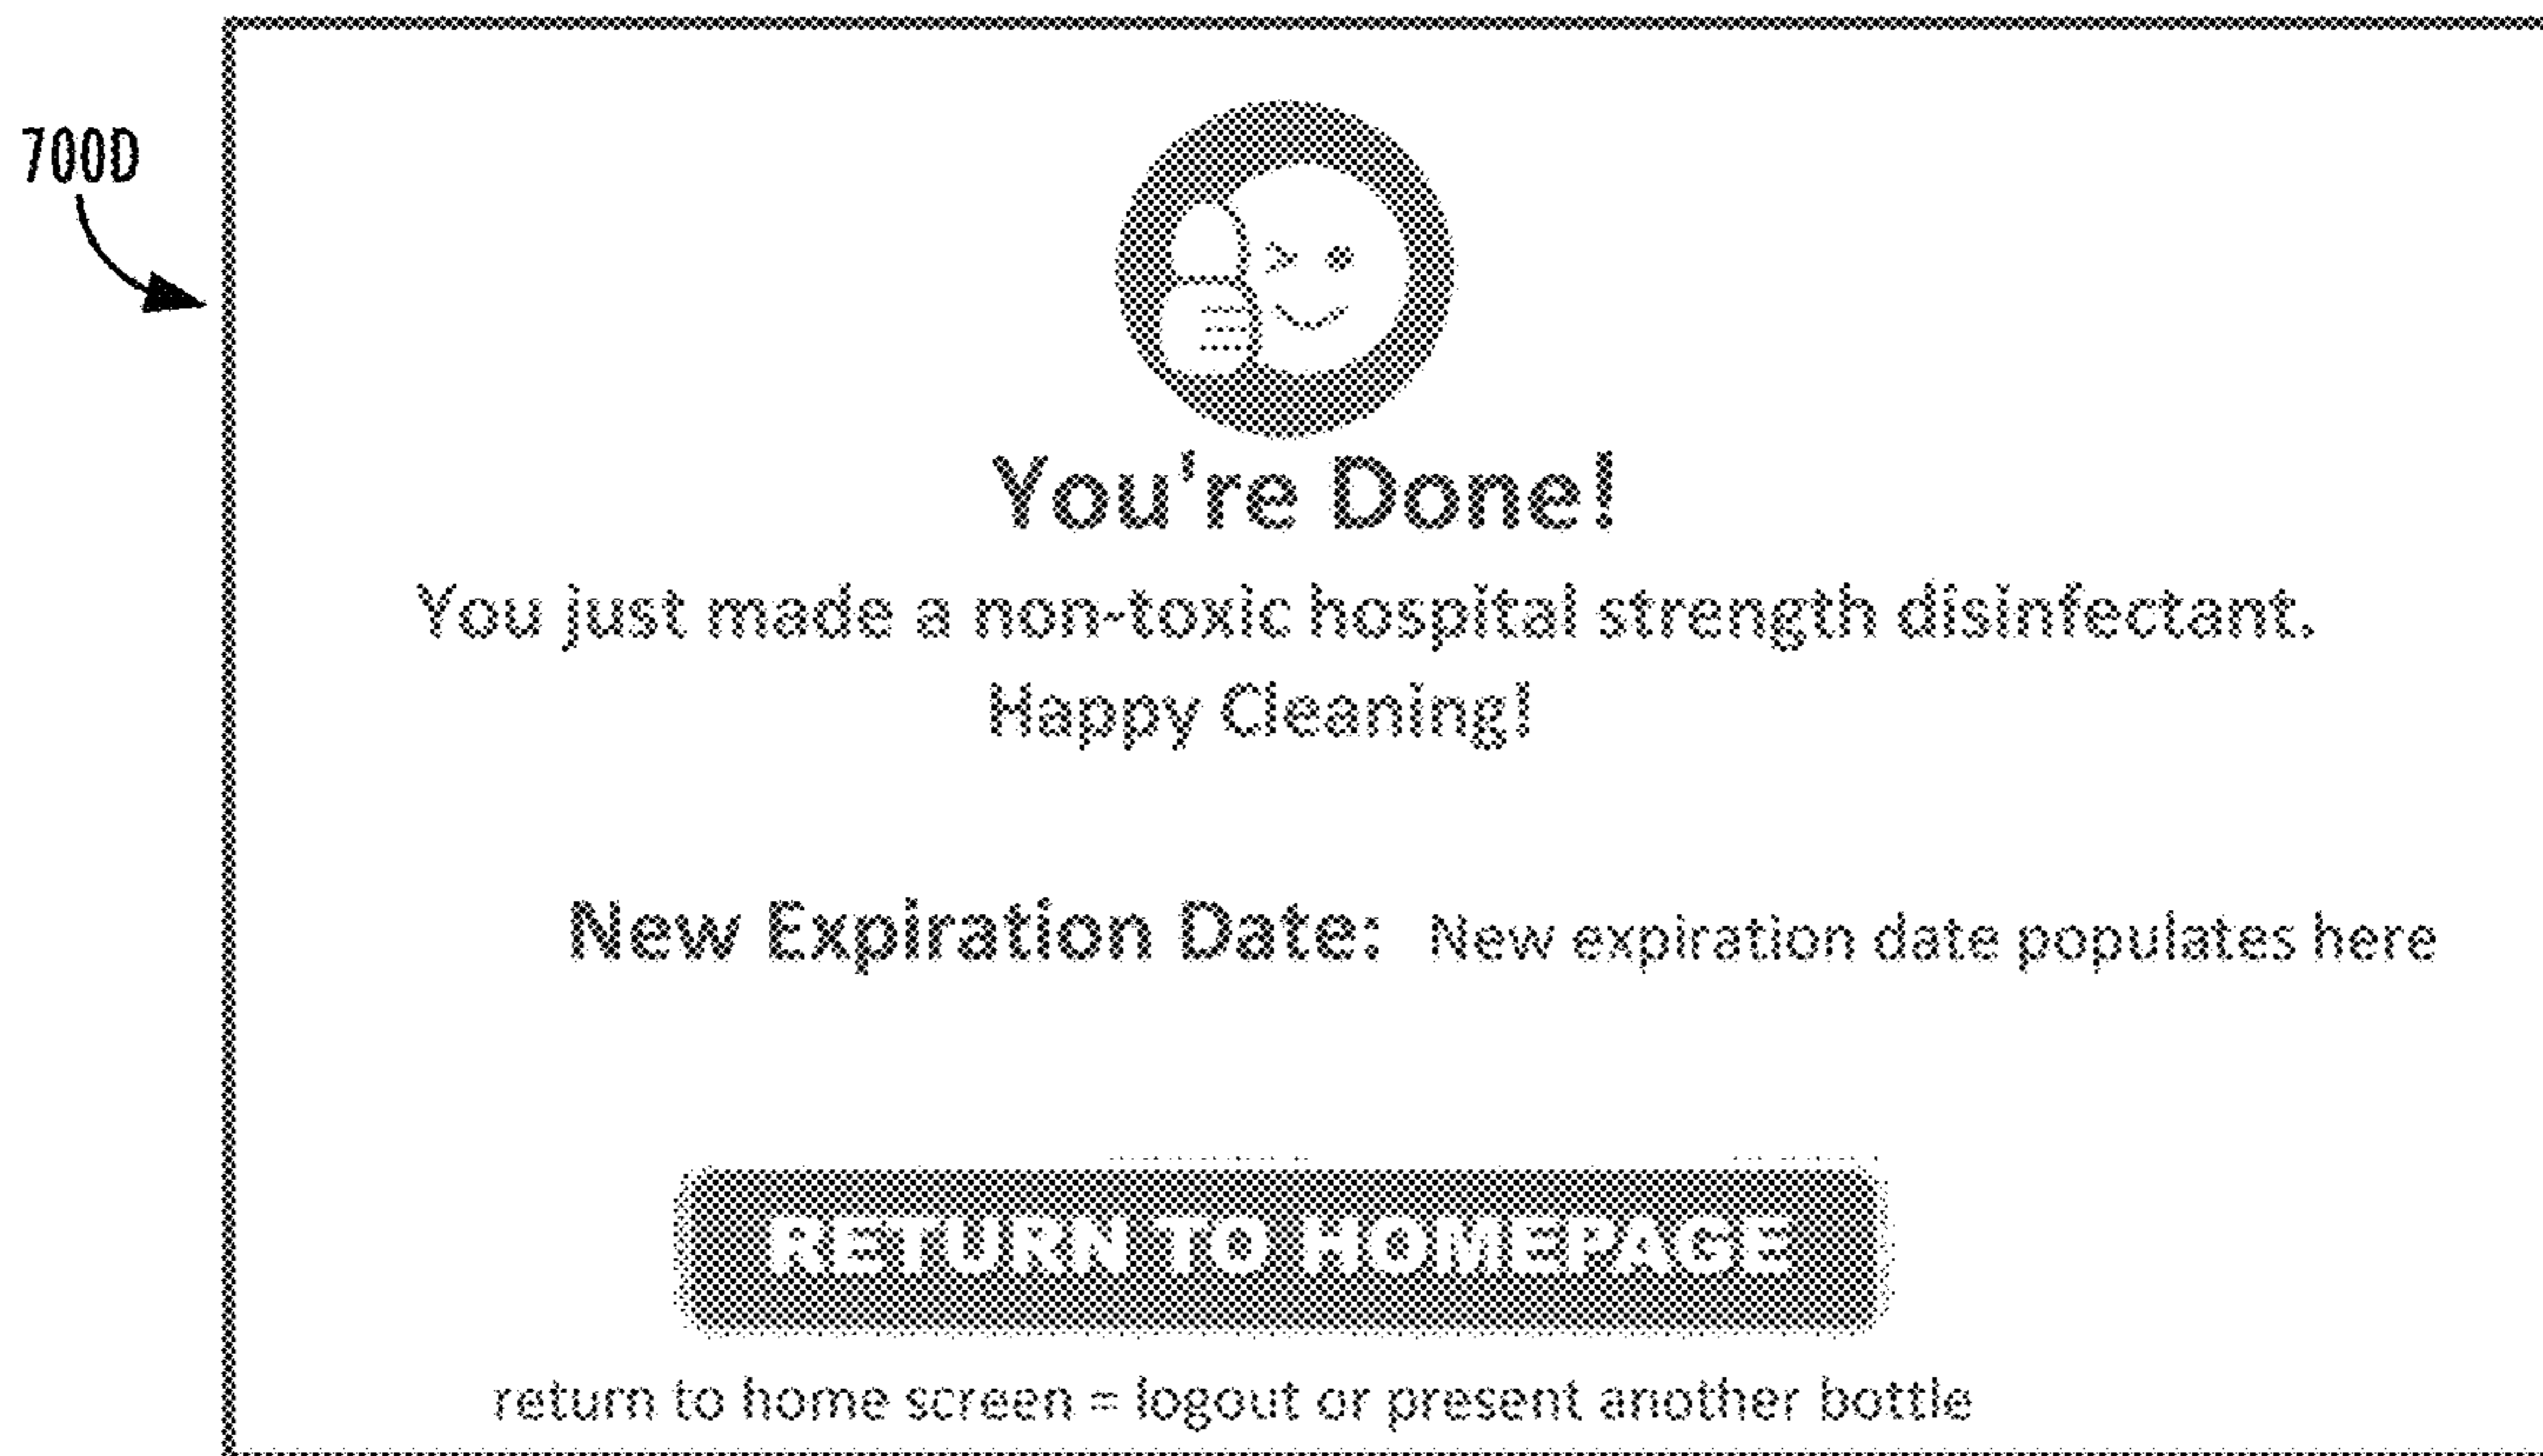 700D
You're Done!
You just made a non-toxic hospital strength disinfectant.
Happy Cleaning!
New Expiration Date: New expiration date populates here
RETURN TO HOMEPAGE
return to home screen = logout or present another bottle